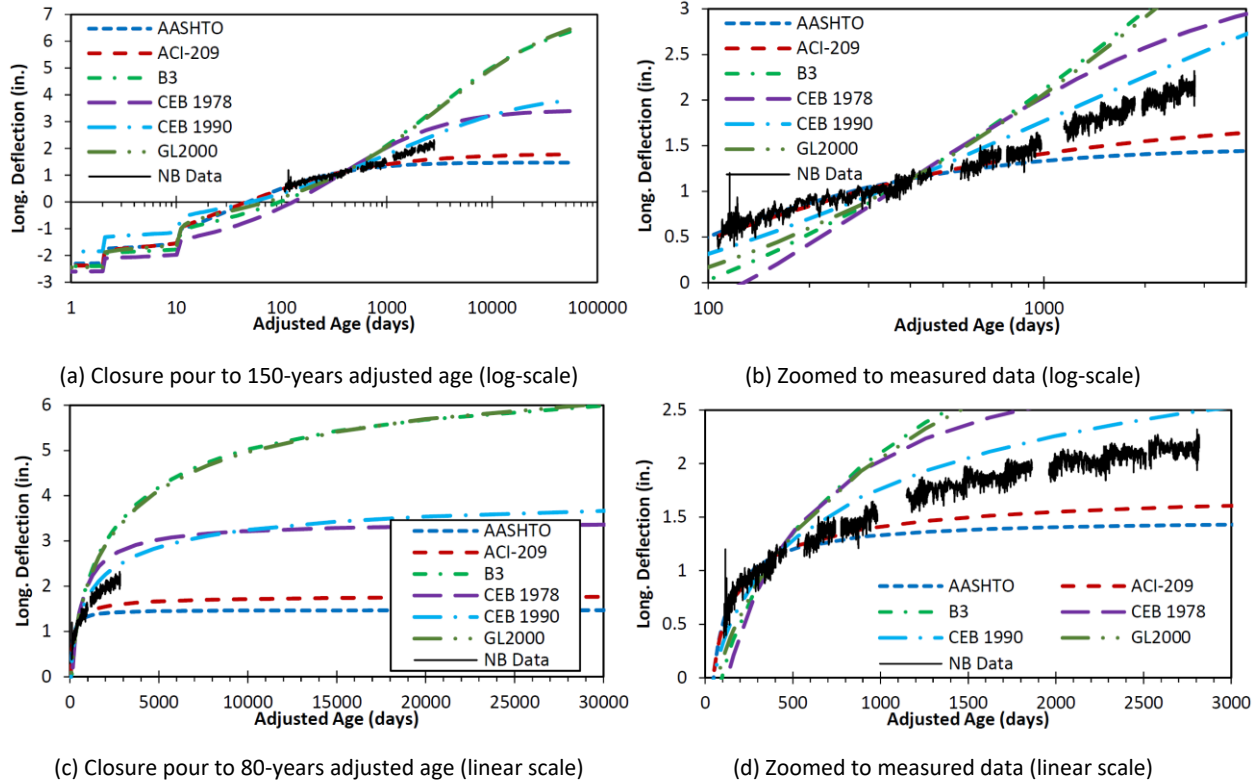 7
6
5
4
3
2
1
0
-1
-2
-3
Long. Deflection (in.)
AASHTO
ACI-209
B3
CEB 1978
CEB 1990
GL2000
NB Data
1 10 100 1000 10000 100000
Adjusted Age (days)
(a) Closure pour to 150-years adjusted age (log-scale)
3
2.5
2
1.5
1
0.5
0
Long. Deflection (in.)
AASHTO
ACI-209
B3
CEB 1978
CEB 1990
GL2000
NB Data
100 1000
Adjusted Age (days)
(b) Zoomed to measured data (log-scale)
6
5
4
3
2
1
0
Long. Deflection (in.)
AASHTO
ACI-209
B3
CEB 1978
CEB 1990
GL2000
NB Data
0 5000 10000 15000 20000 25000 30000
Adjusted Age (days)
(c) Closure pour to 80-years adjusted age (linear scale)
2.5
2
1.5
1
0.5
0
Long. Deflection (in.)
AASHTO ACI-209
B3 CEB 1978
CEB 1990 GL2000
NB Data
0 500 1000 1500 2000 2500 3000
Adjusted Age (days)
(d) Zoomed to measured data (linear scale)